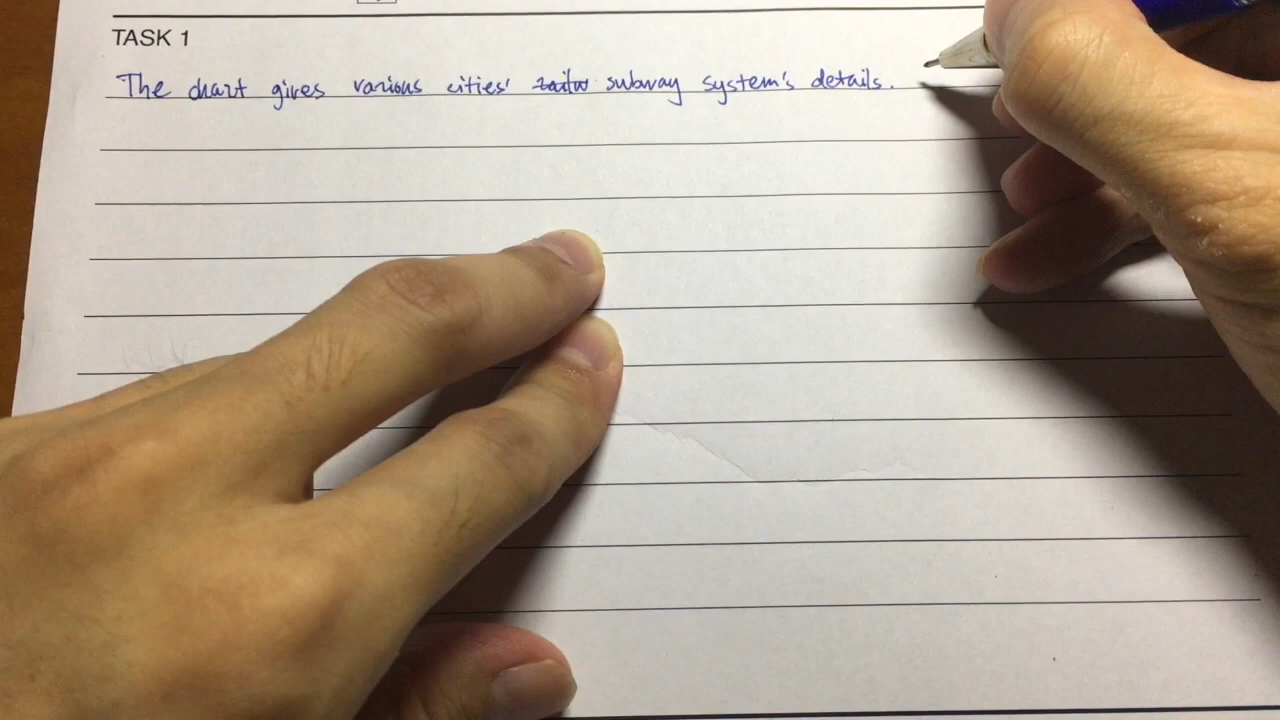 TASK 1
The chart gives various cities' subway system's details.